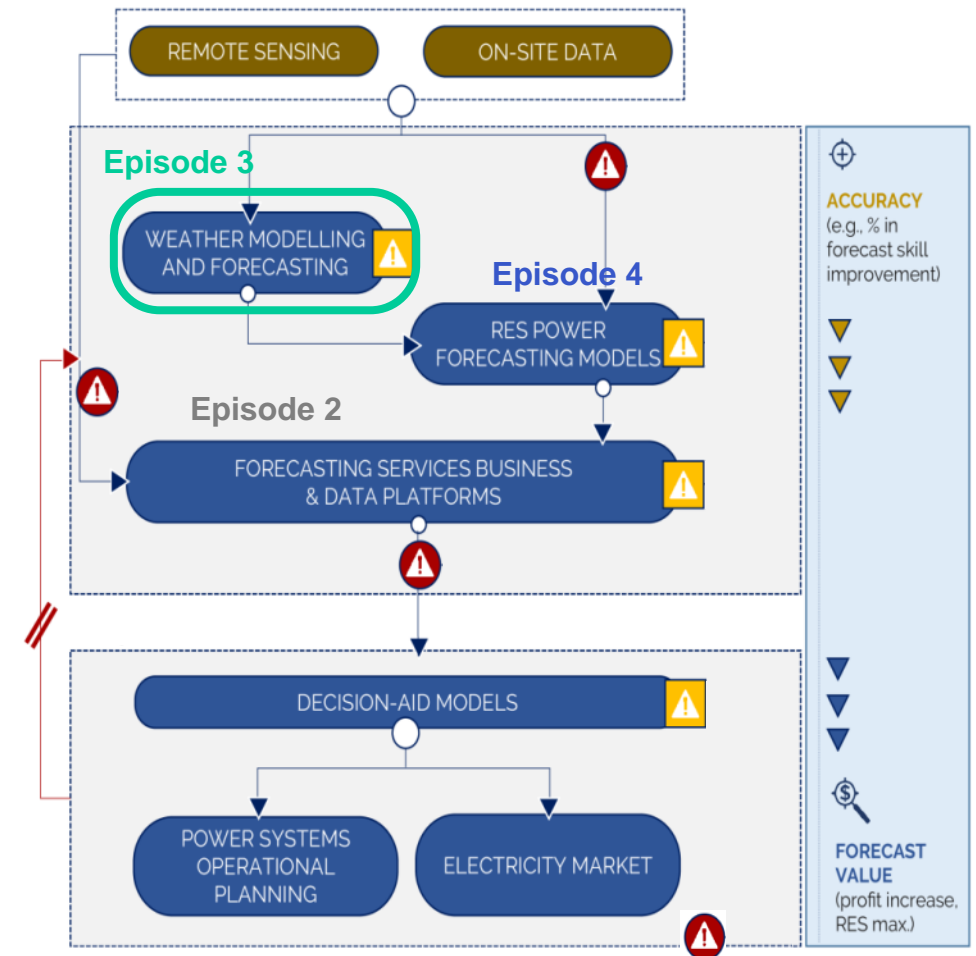 REMOTE SENSING
ON-SITE DATA
Episode 3
WEATHER MODELLING
AND FORECASTING
Episode 4
RES POWER
FORECASTING MODELS
Episode 2
FORECASTING SERVICES BUSINESS
& DATA PLATFORMS
DECISION-AID MODELS
POWER SYSTEMS
OPERATIONAL
PLANNING
ELECTRICITY MARKET
ACCURACY
(e.g., % in
forecast skill
improvement)
FORECAST
VALUE
(profit increase,
RES max.)